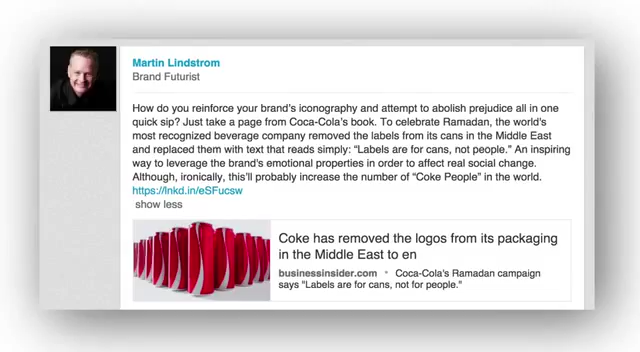 Martin Lindstrom
Brand Futurist
How do you reinforce your brand's iconography and attempt to abolish prejudice all in one
quick sip? Just take a page from Coca-Cola's book. To celebrate Ramadan, the world's
most recognized beverage company removed the labels from its cans in the Middle East
and replaced them with text that reads simply: “Labels are for cans, not people.” An inspiring
way to leverage the brand's emotional properties in order to affect real social change.
Although, ironically, this'll probably increase the number of “Coke People” in the world.
https://lnkd.in/eSFucsw
show less
Coke has removed the logos from its packaging
in the Middle East to en
businessinsider.com • Coca-Cola's Ramadan campaign
says "Labels are for cans, not for people."